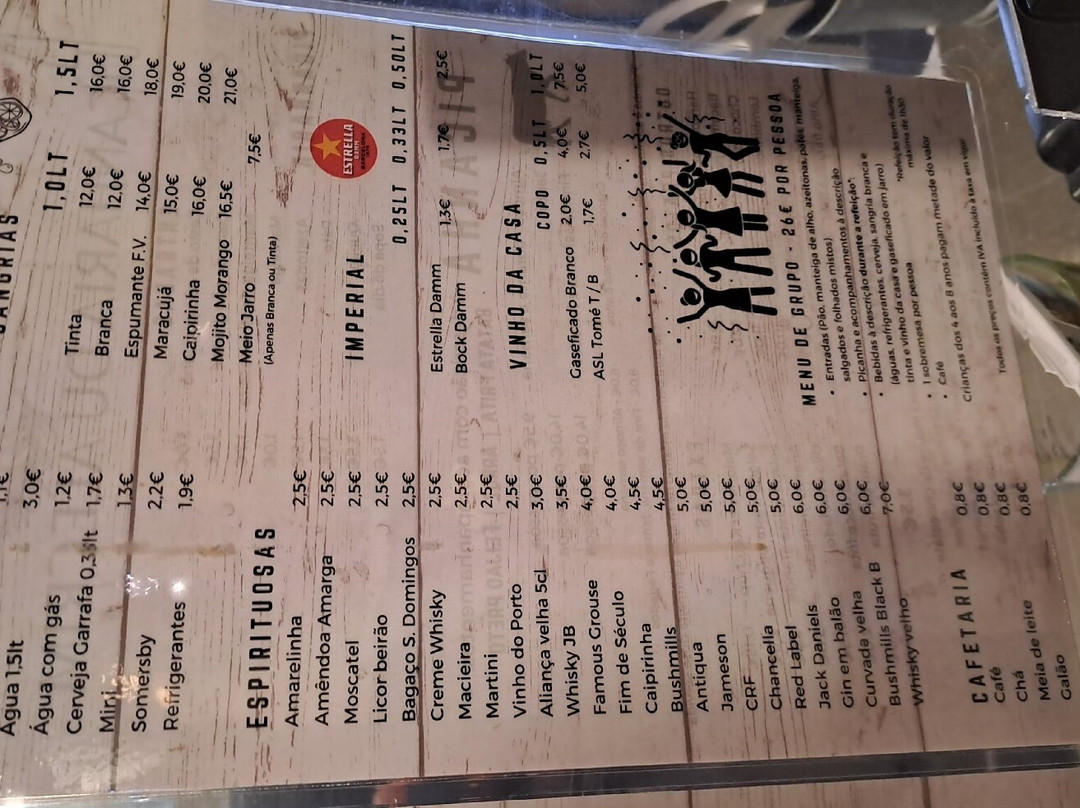 Água 1,5lt 3,0€
Água com gás 1,2€
Cerveja Garrafa 0,33lt 1,7€
Mini 1,3€
Somersby 2,2€
Refrigerantes 1,9€
ESPIRITUOSAS
Amarelinha 2,5€
Amêndoa Amarga 2,5€
Moscatel 2,5€
Licor beirão 2,5€
Bagaço S. Domingos 2,5€
Creme Whisky 2,5€
Macieira 2,5€
Martini 2,5€
Vinho do Porto 2,5€
Aliança velha 5cl 3,0€
Whisky JB 3,5€
Famous Grouse 4,0€
Fim de Século 4,0€
Caipirinha 4,5€
Bushmills 4,5€
Antiqua 5,0€
Jameson 5,0€
CRF 5,0€
Chancella 5,0€
Red Label 5,0€
Jack Daniels 6,0€
Gin em balão 6,0€
Curvada velha 6,0€
Bushmills Black B 6,0€
Whisky velho 7,0€
CAFETARIA
Café 0,8€
Chá 0,8€
Meia de leite 0,8€
Galão 0,8€
SANGRIAS
1,0LT 1,5LT
Tinta 12,0€ 16,0€
Branca 12,0€ 16,0€
Espumante F.V. 14,0€ 18,0€
Maracujá 15,0€ 19,0€
Caipirinha 16,0€ 20,0€
Mojito Morango 16,5€ 21,0€
Meio Jarro 7,5€
(Apenas Branca ou Tinta)
IMPERIAL
ESTRELLA
DAMM
BARCELONA
0,25LT 0,33LT 0,50LT
Estrella Damm 1,3€ 1,7€ 2,5€
Bock Damm
VINHO DA CASA
COPO 0,5LT 1,0LT
Gaseficado Branco 2,0€ 4,0€ 7,5€
ASL Tomé T / B 1,7€ 2,7€ 5,0€
MENU DE GRUPO - 26€ POR PESSOA
• Entradas (Pão, manteiga de alho, azeitonas, patés, manteiga,
salgados e folhados mistos)
• Picanha e acompanhamentos à descrição
• Bebidas à descrição durante a refeição*:
(águas, refrigerantes, cerveja, sangria branca e
tinta e vinho da casa e gaseificado em jarro)
• 1 sobremesa por pessoa
• Café
*Refeição tem duração
máxima de
Crianças dos 4 aos 8 anos pagam metade do valor
Todos os preços contêm IVA incluído à taxa em vigor